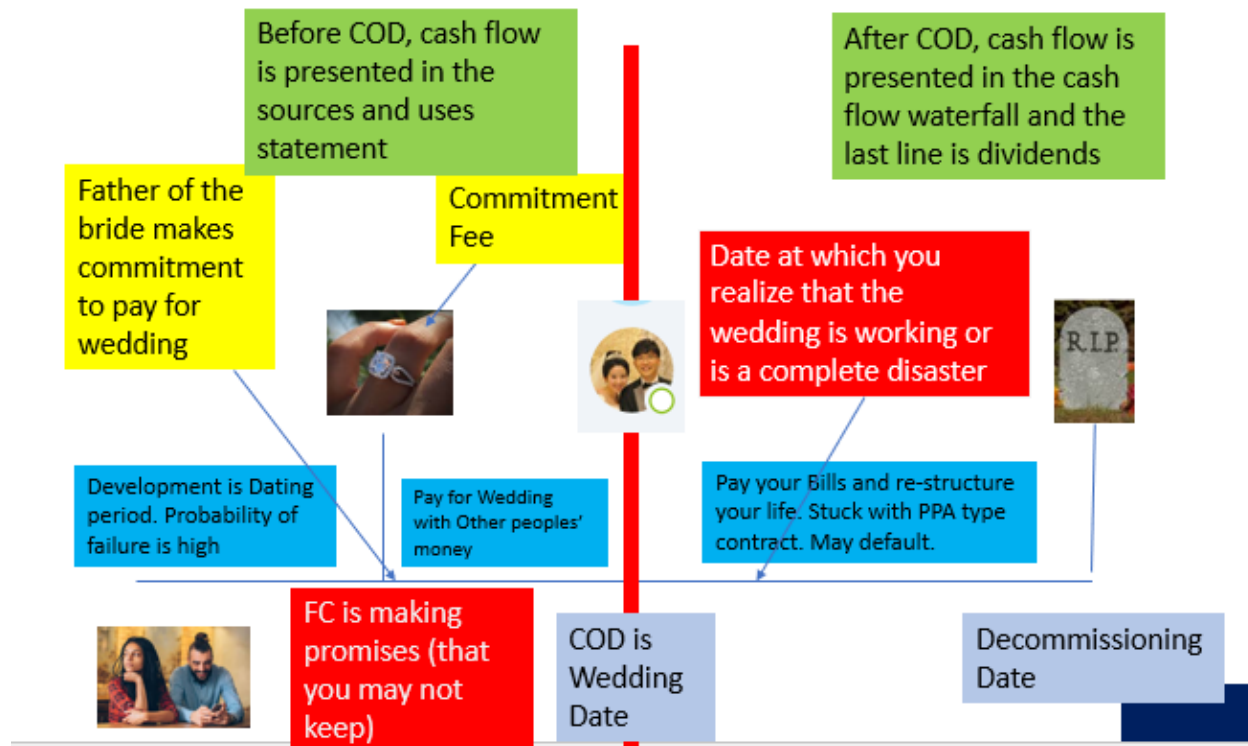 Before COD, cash flow
is presented in the
sources and uses
statement
After COD, cash flow is
presented in the cash
flow waterfall and the
last line is dividends
Father of the
bride makes
commitment
to pay for
wedding
Commitment
Fee
Date at which you
realize that the
wedding is working or
is a complete disaster
R.I.P.
Development is Dating
period. Probability of
failure is high
Pay for Wedding
with Other peoples'
money
Pay your Bills and re-structure
your life. Stuck with PPA type
contract. May default.
FC is making
promises (that
you may not
keep)
COD is
Wedding
Date
Decommissioning
Date